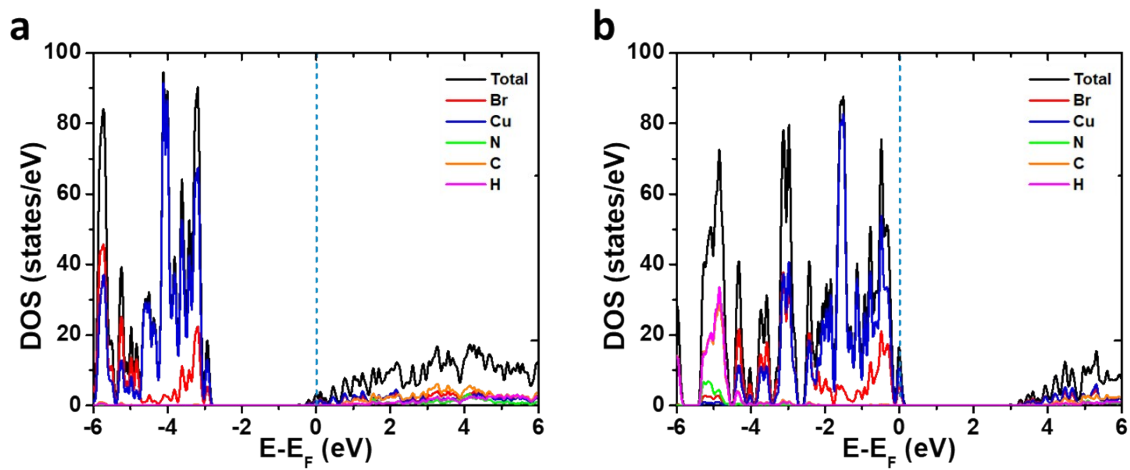 a
100
80
60
40
20
0
DOS (states/eV)
-6 -4 -2 0 2 4 6
E-E_F (eV)
Total
Br
Cu
N
C
H
b
100
80
60
40
20
0
DOS (states/eV)
-6 -4 -2 0 2 4 6
E-E_F (eV)
Total
Br
Cu
N
C
H